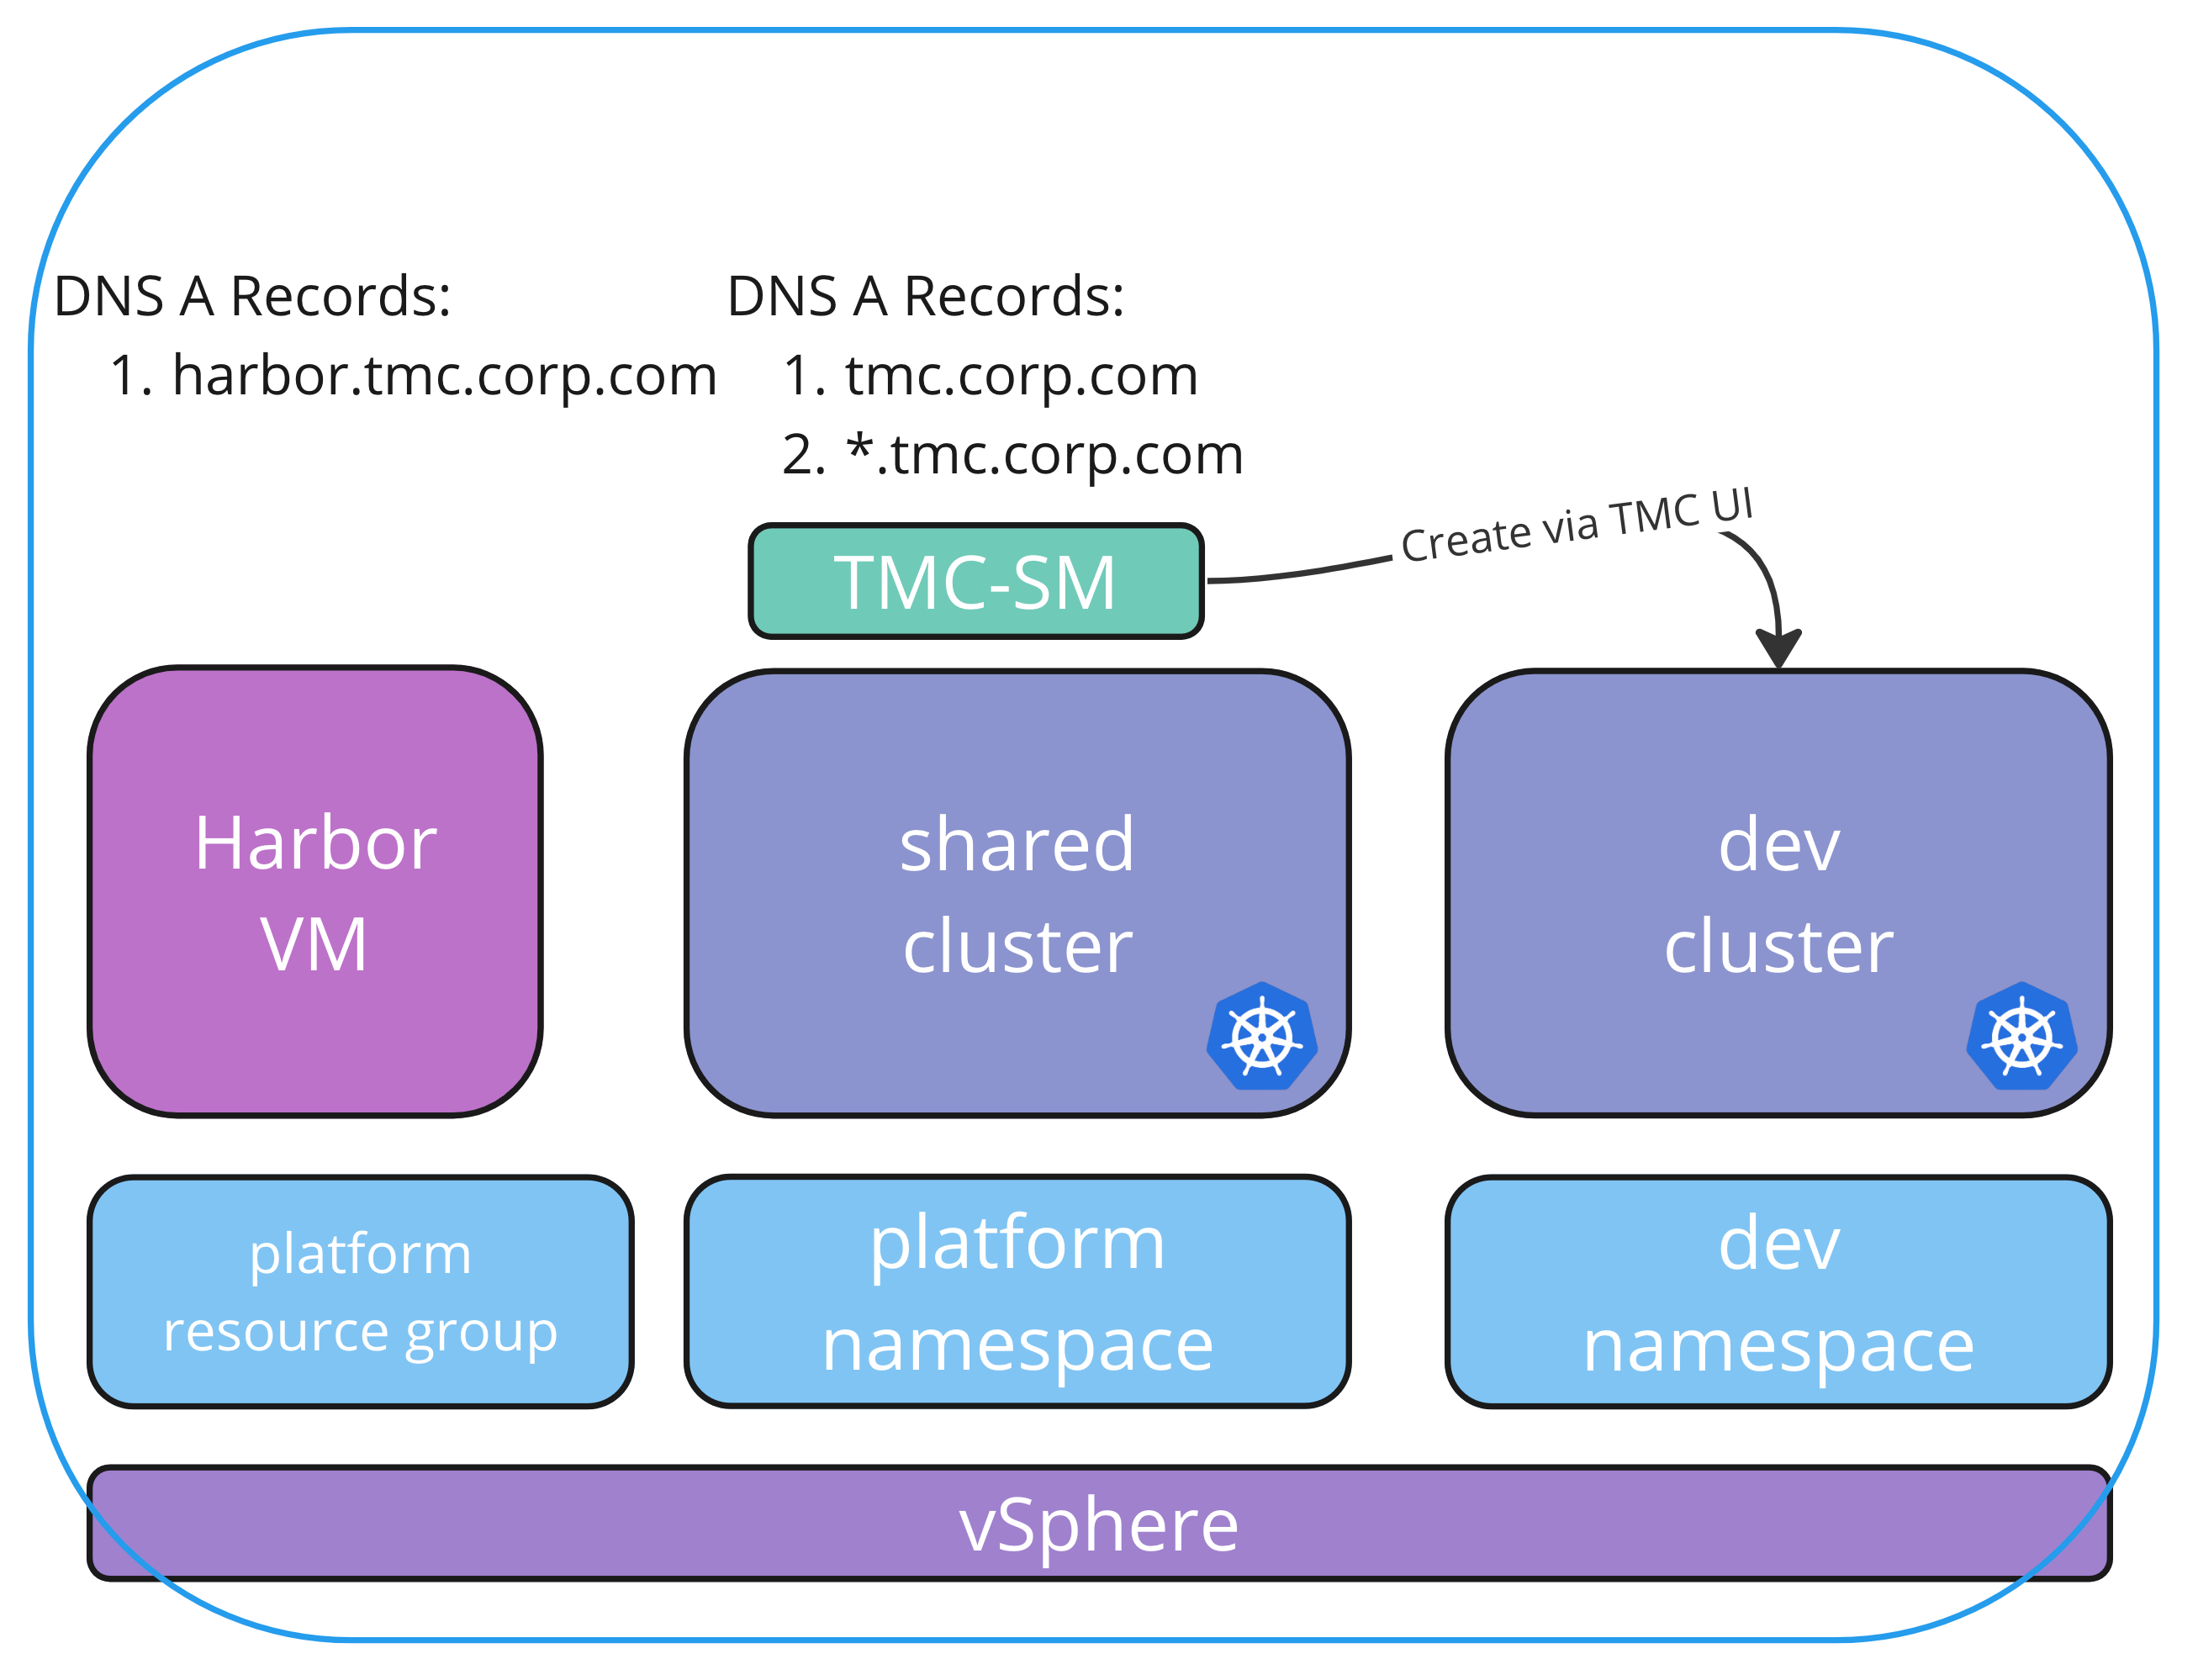 DNS A Records:
1. harbor.tmc.corp.com
DNS A Records:
1. tmc.corp.com
2. *.tmc.corp.com
Create via TMC UI
TMC-SM
Harbor
VM
shared
cluster
dev
cluster
platform
resource group
platform
namespace
dev
namespace
vSphere